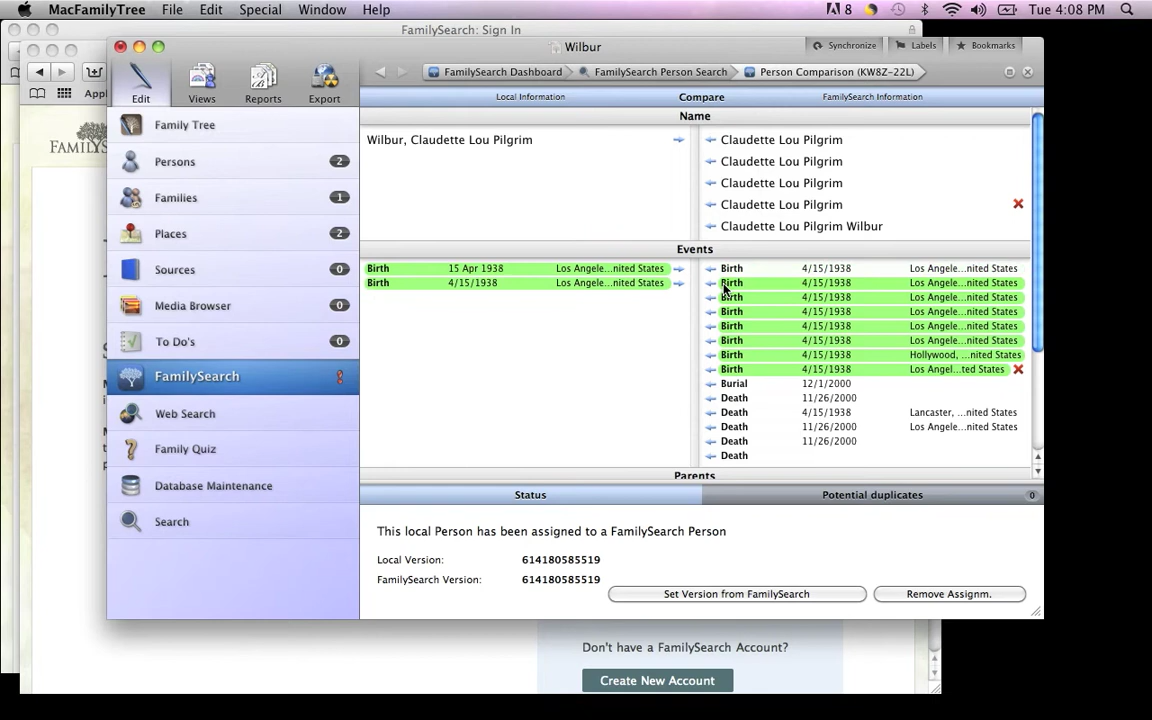 MacFamilyTree File Edit Special Window Help 8 Tue 4:08 PM
FamilySearch: Sign In
Wilbur
Synchronize Labels Bookmarks
Edit Views Reports Export
FamilySearch Dashboard FamilySearch Person Search Person Comparison (KW8Z-22L)
Local Information Compare FamilySearch Information
Name
Wilbur, Claudette Lou Pilgrim Claudette Lou Pilgrim
Claudette Lou Pilgrim
Claudette Lou Pilgrim
Claudette Lou Pilgrim
Claudette Lou Pilgrim Wilbur
Events
Birth 15 Apr 1938 Los Angele...nited States Birth 4/15/1938 Los Angele...nited States
Birth 4/15/1938 Los Angele...nited States Birth 4/15/1938 Los Angele...nited States
Birth 4/15/1938 Los Angele...nited States
Birth 4/15/1938 Los Angele...nited States
Birth 4/15/1938 Los Angele...nited States
Birth 4/15/1938 Los Angele...nited States
Birth 4/15/1938 Hollywood, ...nited States
Birth 4/15/1938 Los Angel...ted States
Burial 12/1/2000
Death 11/26/2000
Death 4/15/1938 Lancaster, ...nited States
Death 11/26/2000 Los Angele...nited States
Death 11/26/2000
Death
Parents
Family Tree
Persons 2
Families 1
Places 2
Sources 0
Media Browser 0
To Do's 0
FamilySearch
Web Search
Family Quiz
Database Maintenance
Search
Status Potential duplicates 0
This local Person has been assigned to a FamilySearch Person
Local Version: 614180585519
FamilySearch Version: 614180585519
Set Version from FamilySearch Remove Assignm.
Appl
FAMILYS
Don't have a FamilySearch Account?
Create New Account